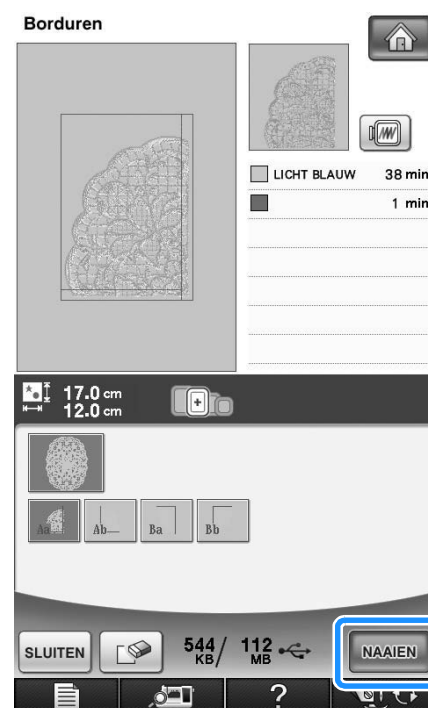 Borduren
LICHT BLAUW 38 min
1 min
17.0 cm
12.0 cm
Aa Ab Ba Bb
SLUITEN 544 KB / 112 MB NAAIEN
?